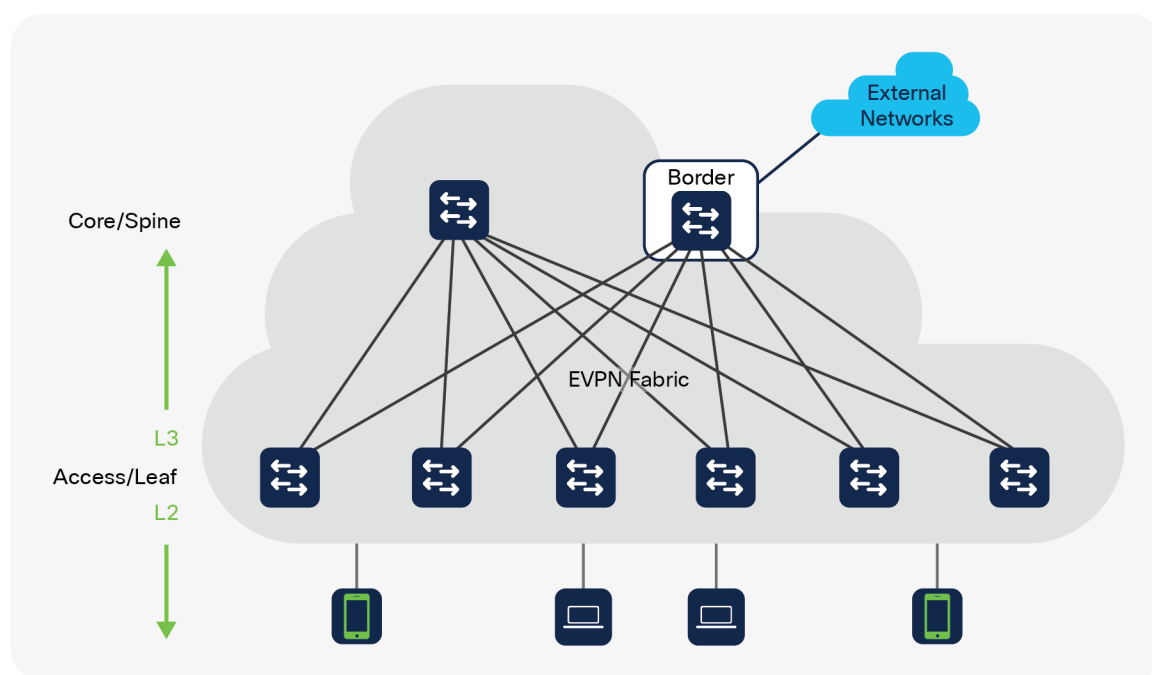 External
Networks
Border
Core/Spine
EVPN Fabric
L3
Access/Leaf
L2